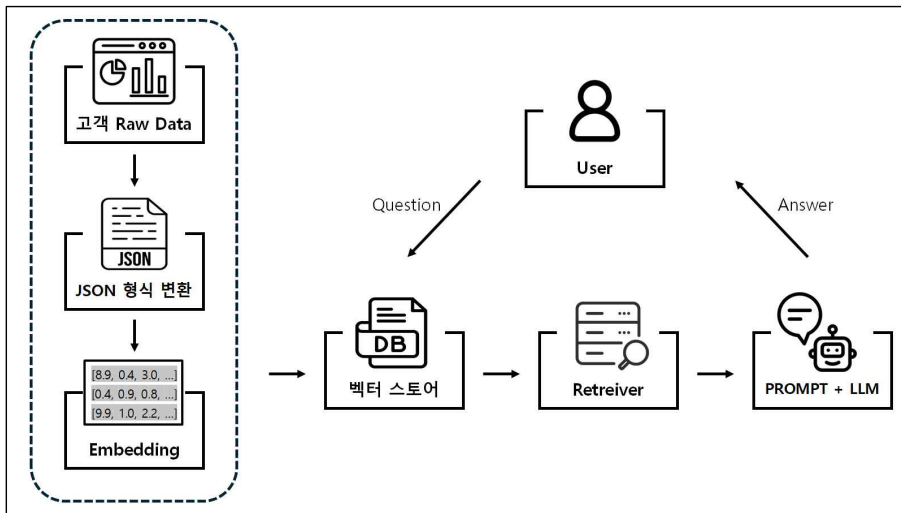 고객 Raw Data
JSON
JSON 형식 변환
[8.9, 0.4, 3.0, ...]
[0.4, 0.9, 0.8, ...]
[9.9, 1.0, 2.2, ...]
Embedding
User
Question
Answer
DB
벡터 스토어
Retreiver
PROMPT + LLM